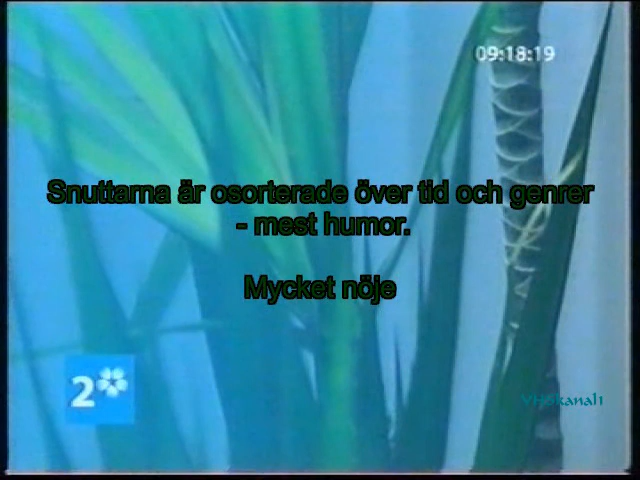 09:18:19
Snuttarna är osorterade över tid och genrer
- mest humor.
Mycket nöje
2
VHSkanal1